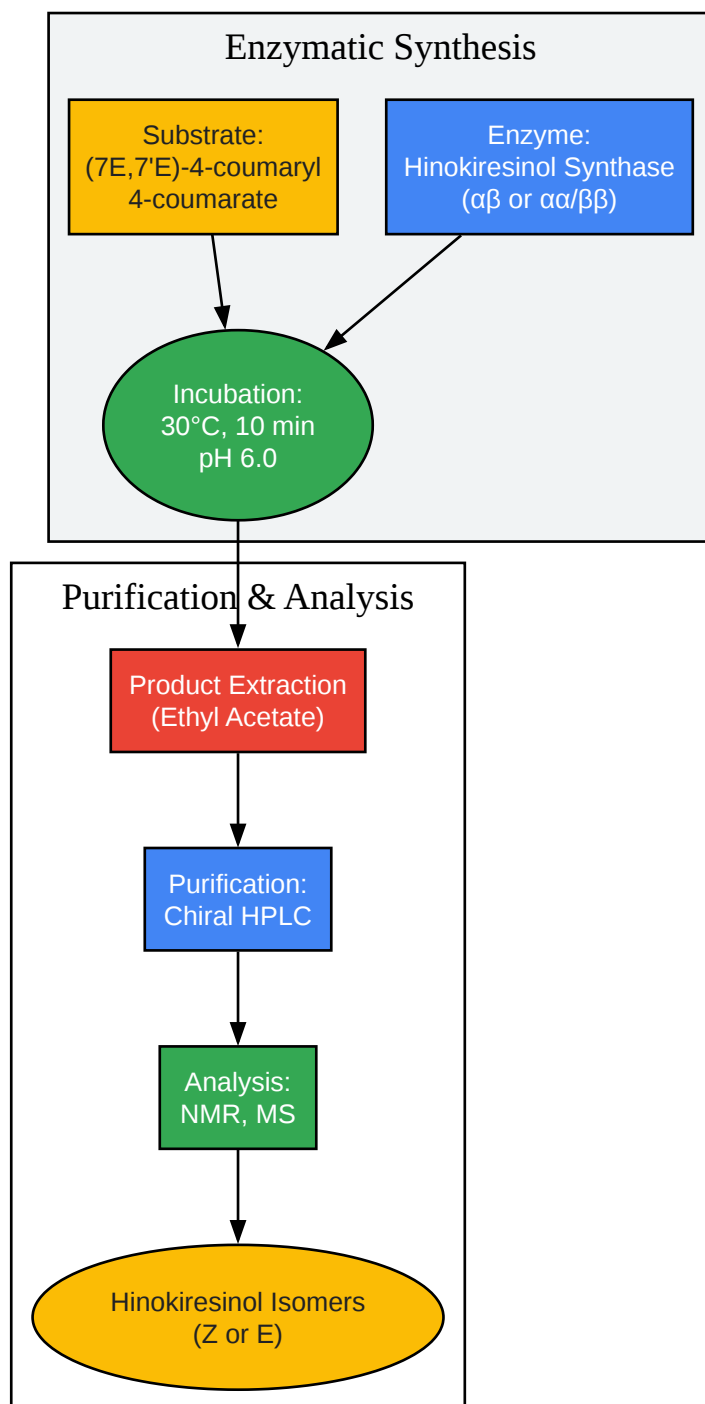 Enzymatic Synthesis
Substrate:
(7E,7'E)-4-coumaryl
4-coumarate
Enzyme:
Hinokiresinol Synthase
(αβ or αα/ββ)
Incubation:
30°C, 10 min
pH 6.0
Purification & Analysis
Product Extraction
(Ethyl Acetate)
Purification:
Chiral HPLC
Analysis:
NMR, MS
Hinokiresinol Isomers
(Z or E)